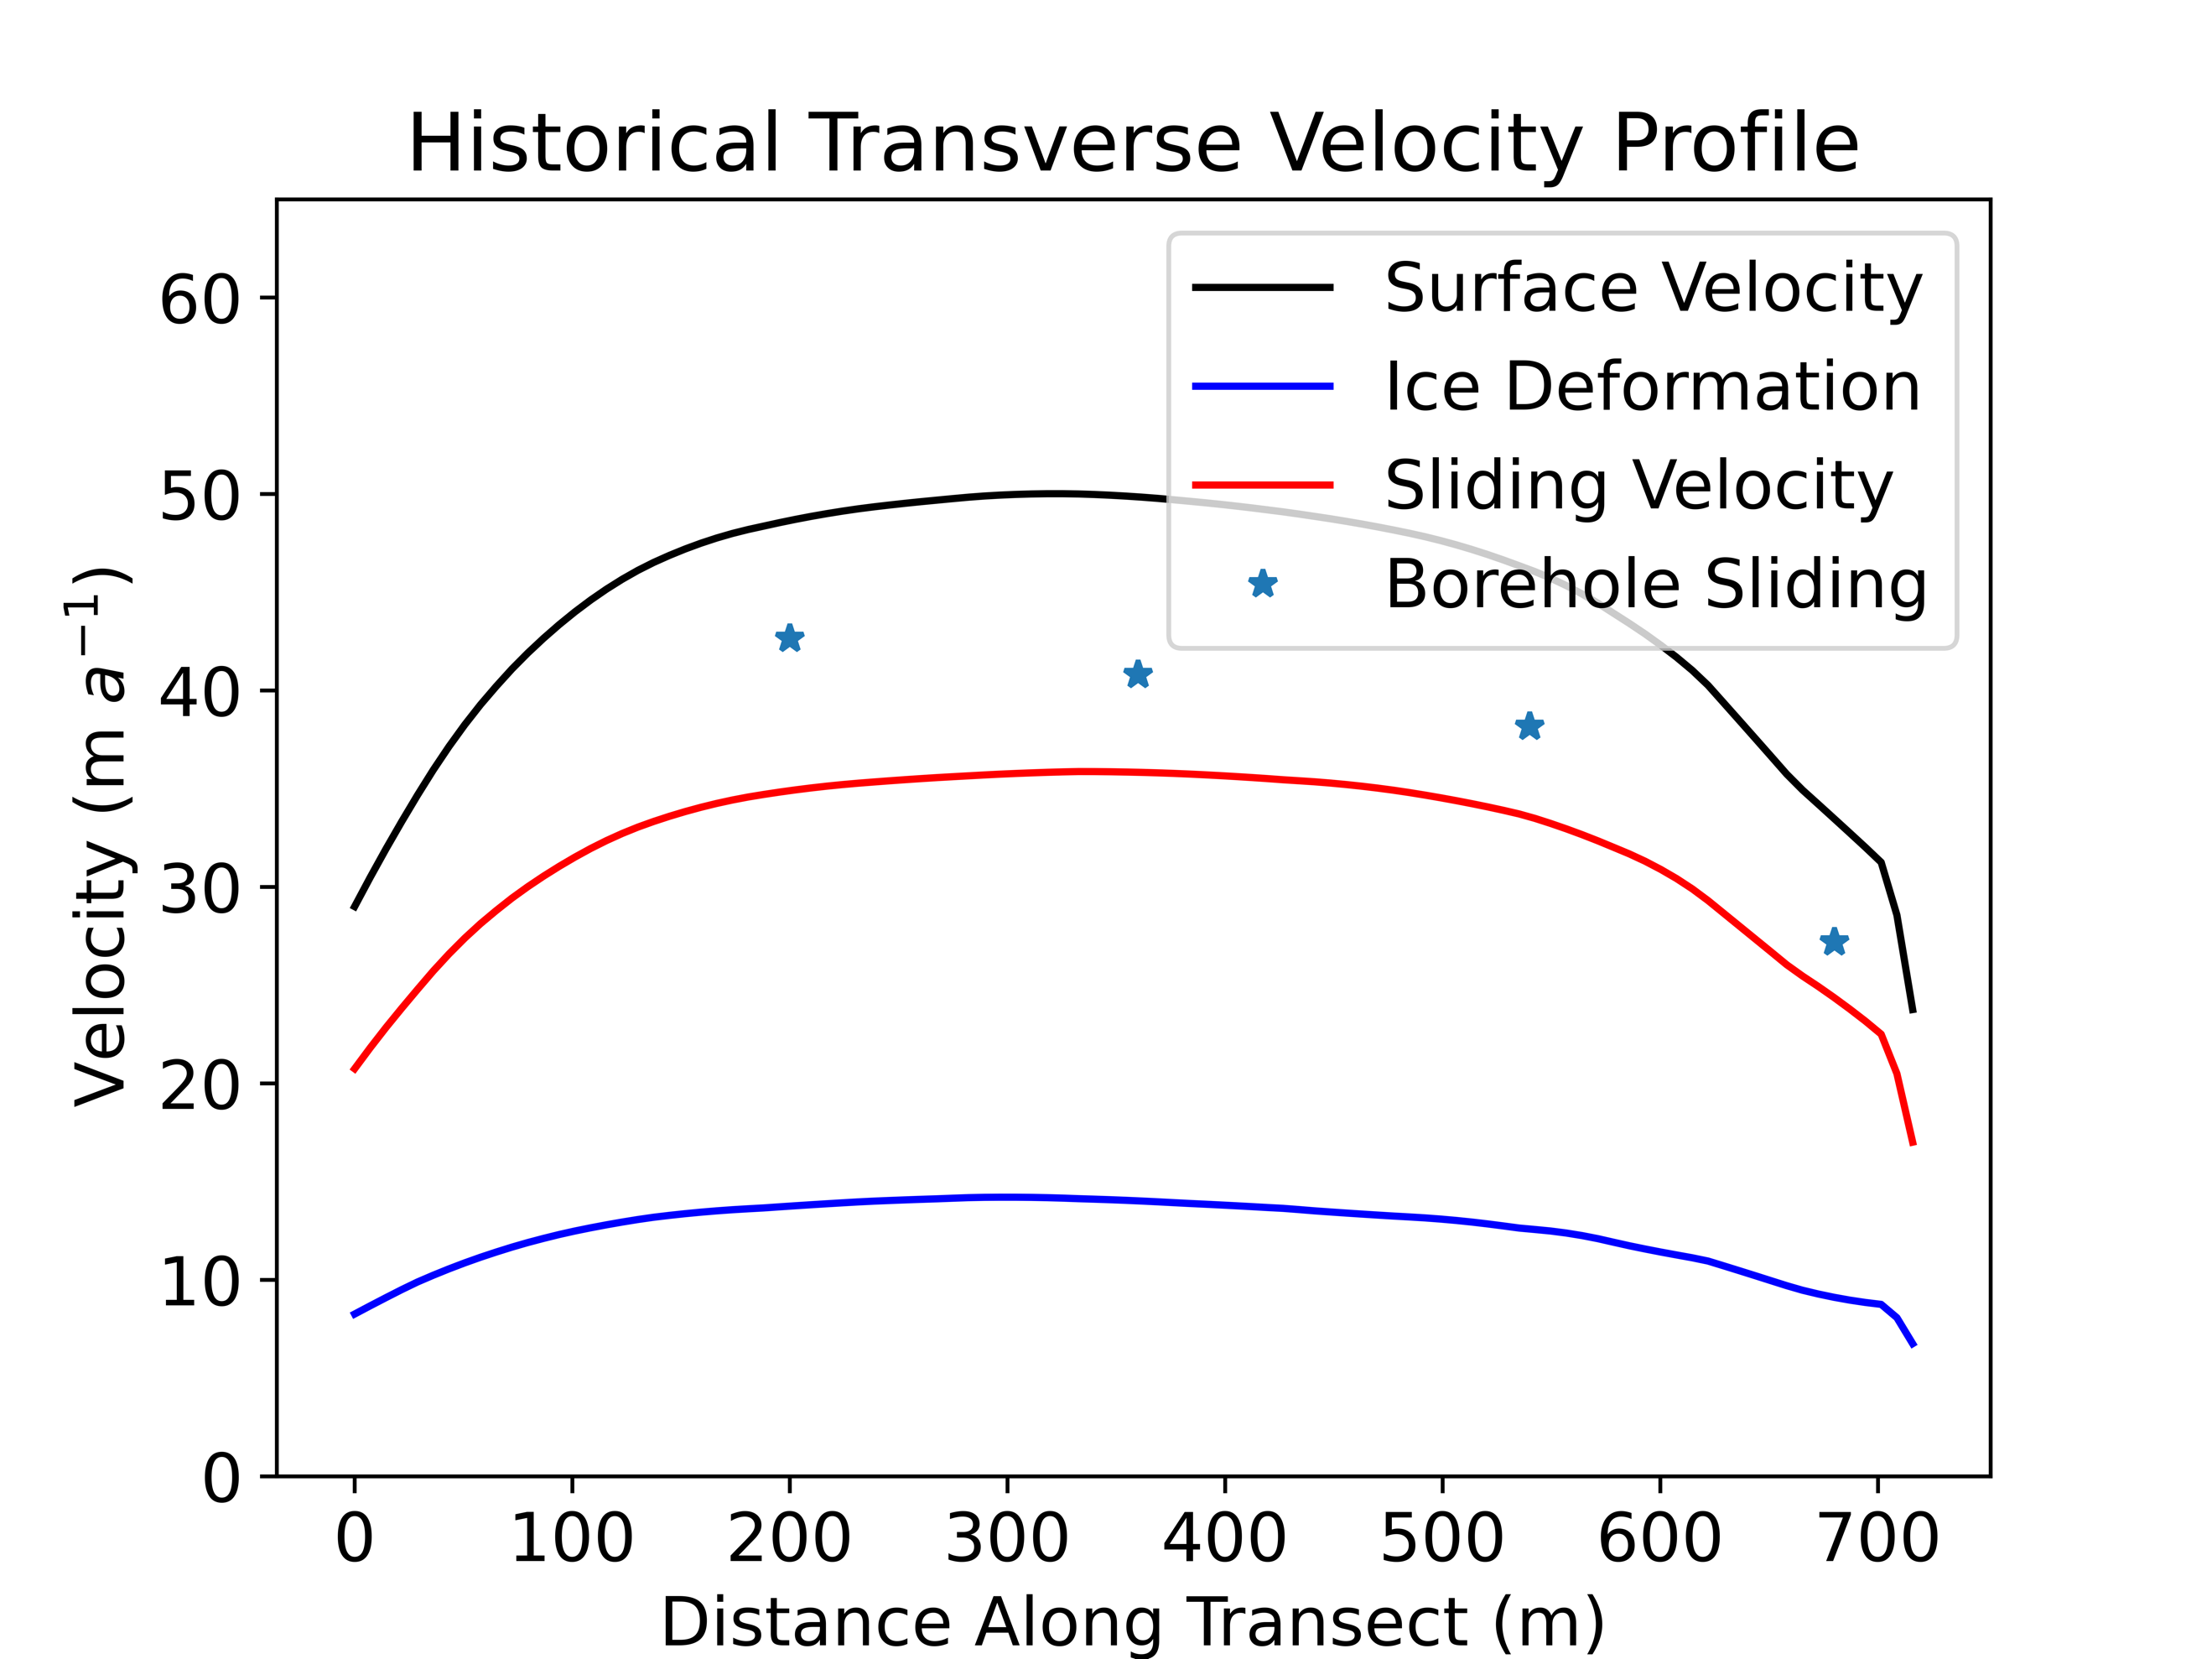 Historical Transverse Velocity Profile
Surface Velocity
Ice Deformation
Sliding Velocity
Borehole Sliding
60
50
40
30
20
10
0
Velocity (m a⁻¹)
0 100 200 300 400 500 600 700
Distance Along Transect (m)